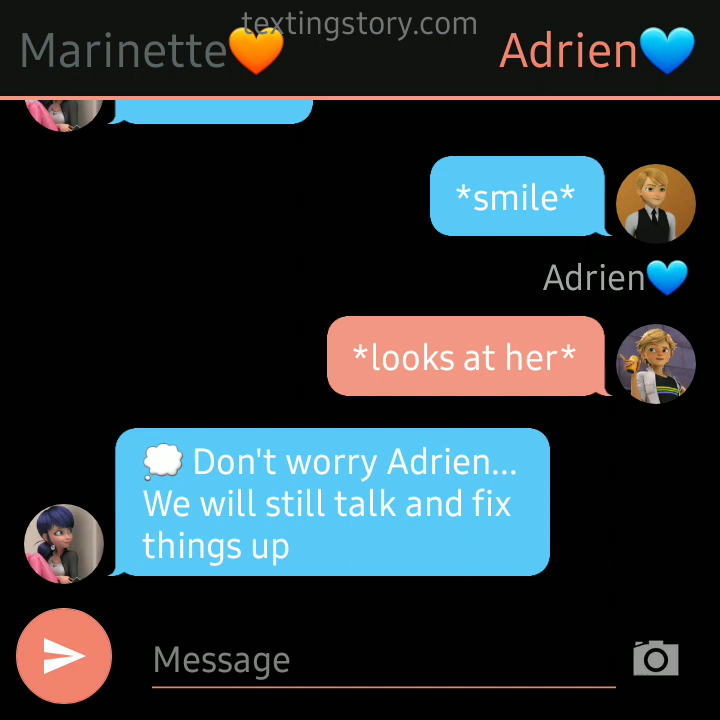 textingstory.com
Marinette🧡
Adrien💙
*smile*
Adrien💙
*looks at her*
💭 Don't worry Adrien...
We will still talk and fix
things up
Message